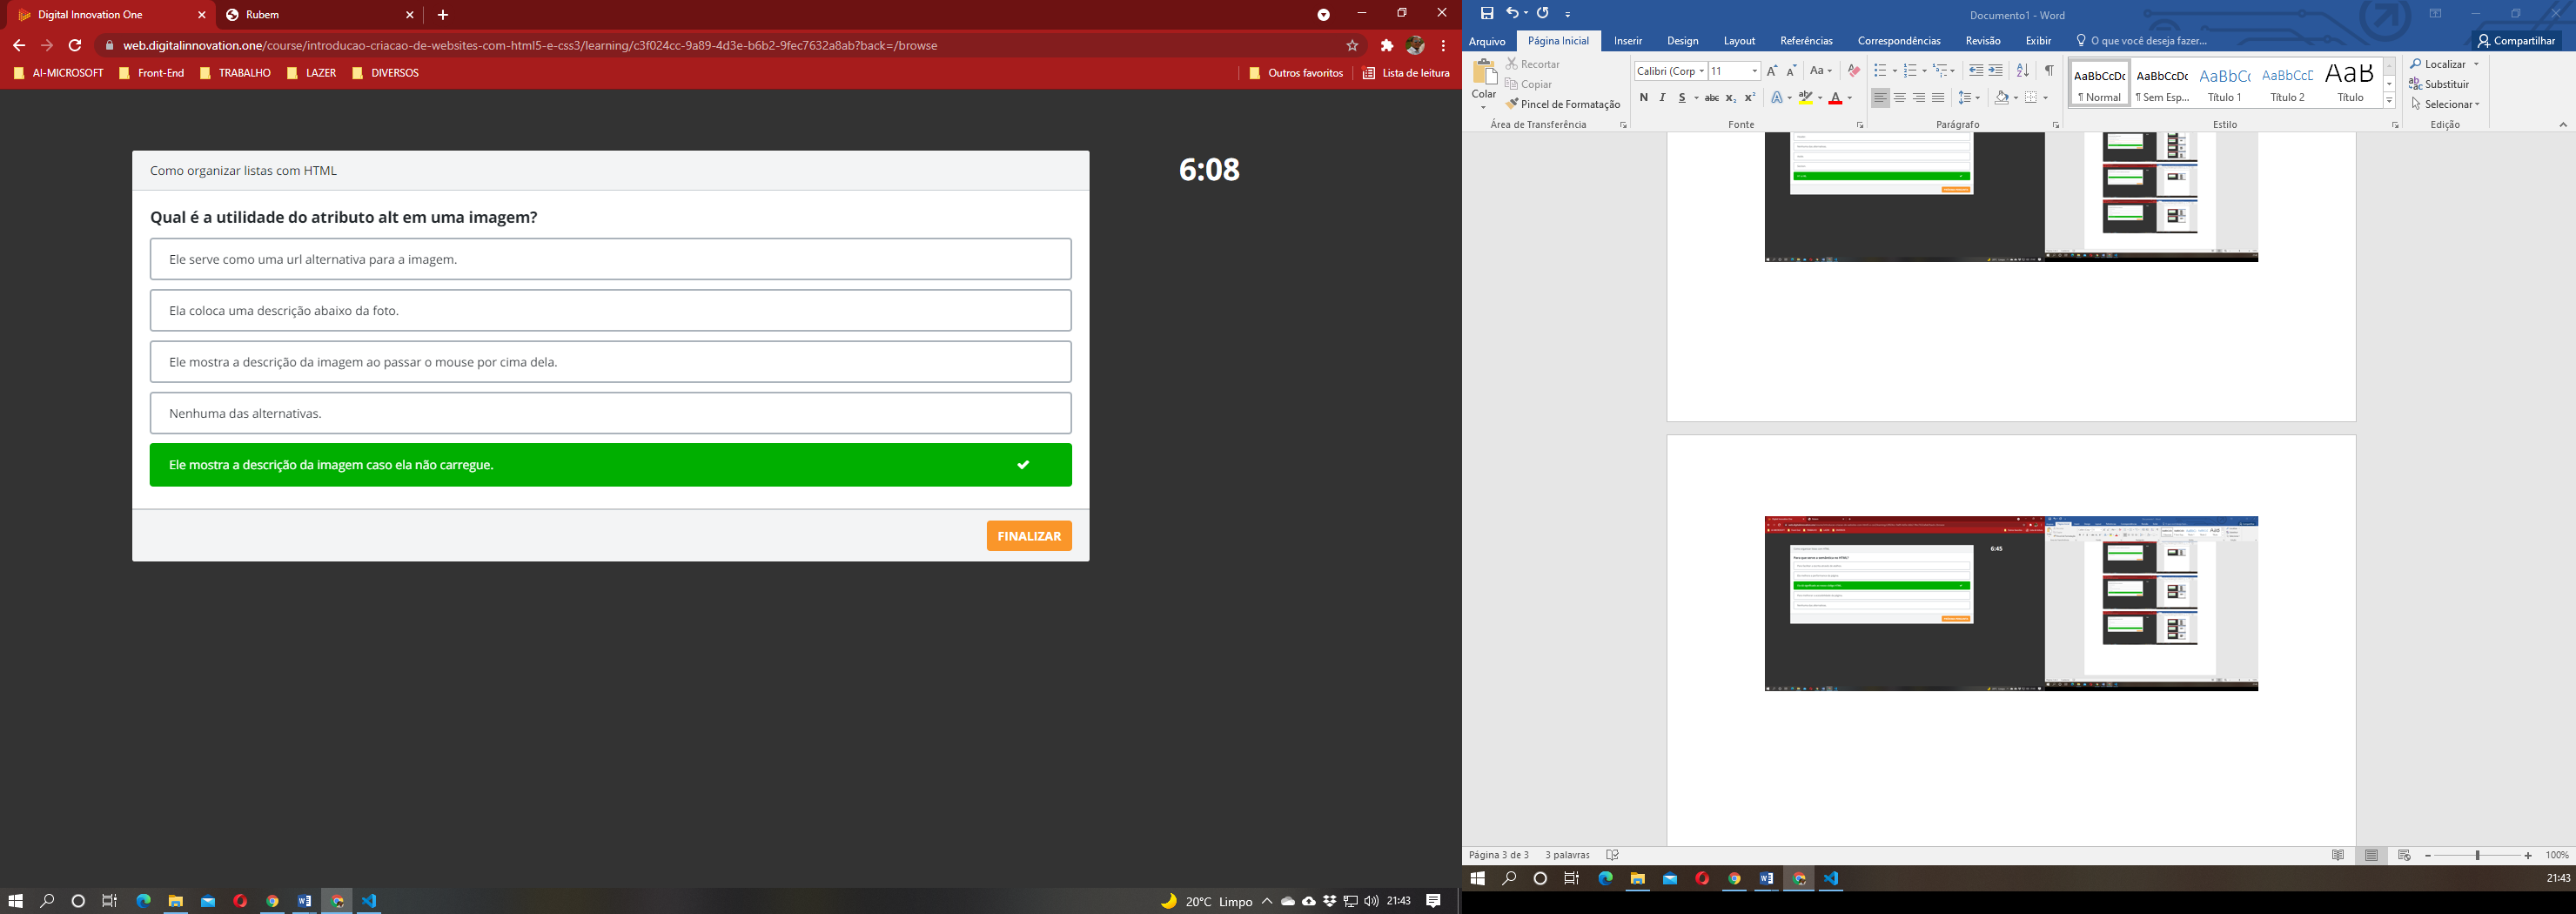 Digital Innovation One
Rubem
web.digitalinnovation.one/course/introducao-criacao-de-websites-com-html5-e-css3/learning/c3f024cc-9a89-4d3e-b6b2-9fec7632a8ab?back=/browse
AI-MICROSOFT
Front-End
TRABALHO
LAZER
DIVERSOS
Outros favoritos
Lista de leitura
Como organizar listas com HTML
6:08
Qual é a utilidade do atributo alt em uma imagem?
Ele serve como uma url alternativa para a imagem.
Ela coloca uma descrição abaixo da foto.
Ele mostra a descrição da imagem ao passar o mouse por cima dela.
Nenhuma das alternativas.
Ele mostra a descrição da imagem caso ela não carregue.
FINALIZAR
20°C Limpo
21:43
Documento1 - Word
Arquivo
Página Inicial
Inserir
Design
Layout
Referências
Correspondências
Revisão
Exibir
O que você deseja fazer...
Compartilhar
Colar
Recortar
Copiar
Pincel de Formatação
Área de Transferência
Calibri (Corp
11
Aa
N I S abc x₂ x²
A
Fonte
Parágrafo
AaBbCcDc
AaBbCcDc
AaBbCc
AaBbCcD
AaB
¶ Normal
¶ Sem Esp...
Título 1
Título 2
Título
Estilo
Localizar
Substituir
Selecionar
Edição
6:45
Página 3 de 3
3 palavras
100%
21:43